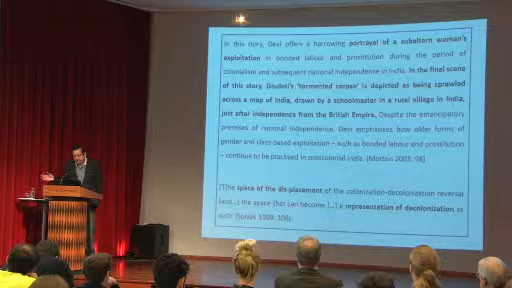 In this story, Devi offers a harrowing portrayal of a subaltern woman's
exploitation in bonded labour and prostitution during the period of
colonialism and subsequent national independence in India. In the final scene
of this story, Douloti's 'tormented corpse' is depicted as being sprawled
across a map of India, drawn by a schoolmaster in a rural village in India,
just after independence from the British Empire. Despite the emancipatory
promises of national independence, Devi emphasises how older forms of
gender and class-based exploitation – such as bonded labour and prostitution
– continue to be practised in postcolonial India. (Morton 2003: 98)
'[T]he space of the dis-placement of the colonization-decolonization reversal
[and...] the space that can become [...] a representation of decolonization as
such' (Spivak 1989: 106)